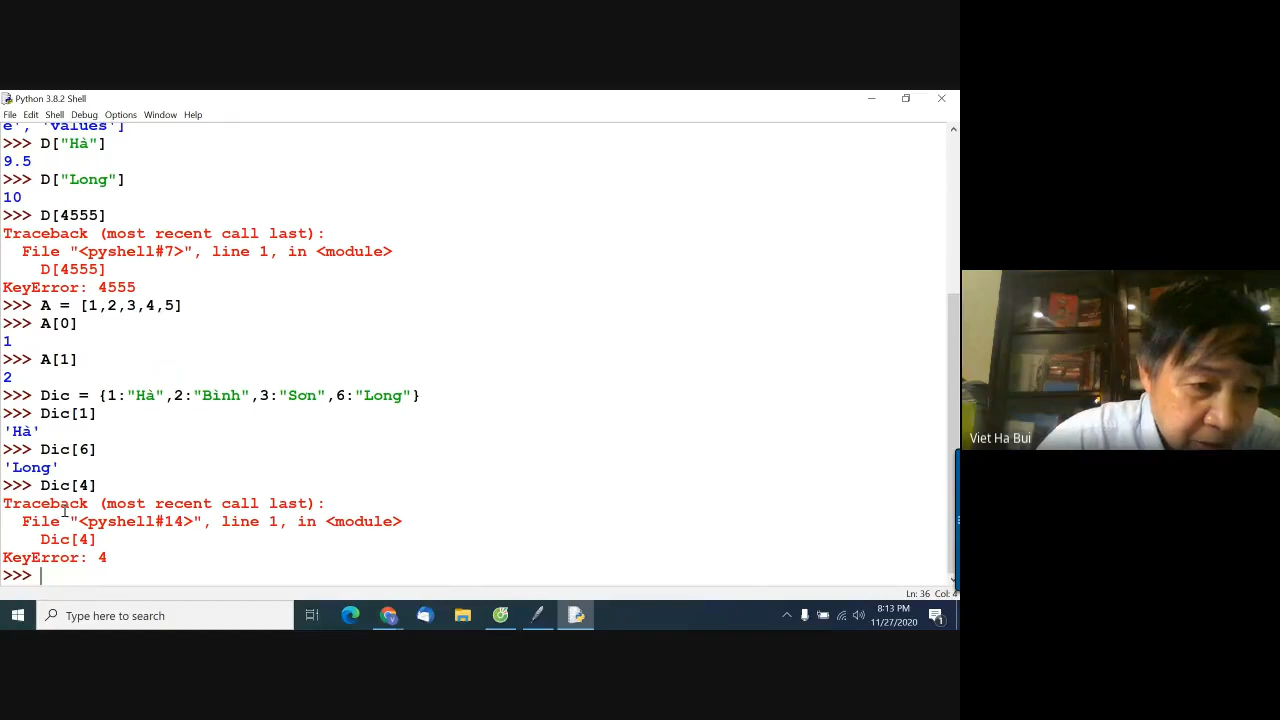 Python 3.8.2 Shell
File Edit Shell Debug Options Window Help
e', 'values']
>>> D["Hà"]
9.5
>>> D["Long"]
10
>>> D[4555]
Traceback (most recent call last):
File "<pyshell#7>", line 1, in <module>
D[4555]
KeyError: 4555
>>> A = [1,2,3,4,5]
>>> A[0]
1
>>> A[1]
2
>>> Dic = {1:"Hà",2:"Bình",3:"Sơn",6:"Long"}
>>> Dic[1]
'Hà'
>>> Dic[6]
'Long'
>>> Dic[4]
Traceback (most recent call last):
File "<pyshell#14>", line 1, in <module>
Dic[4]
KeyError: 4
>>>
Ln: 36 Col: 4
Viet Ha Bui
Type here to search
8:13 PM
11/27/2020
1